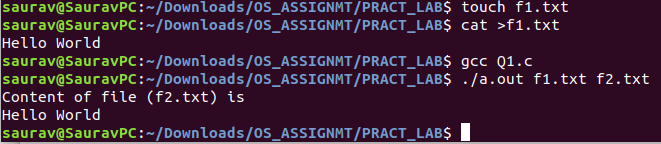 saurav@SauravPC:~/Downloads/OS_ASSIGNMT/PRACT_LAB$ touch f1.txt
saurav@SauravPC:~/Downloads/OS_ASSIGNMT/PRACT_LAB$ cat >f1.txt
Hello World
saurav@SauravPC:~/Downloads/OS_ASSIGNMT/PRACT_LAB$ gcc Q1.c
saurav@SauravPC:~/Downloads/OS_ASSIGNMT/PRACT_LAB$ ./a.out f1.txt f2.txt
Content of file (f2.txt) is
Hello World
saurav@SauravPC:~/Downloads/OS_ASSIGNMT/PRACT_LAB$